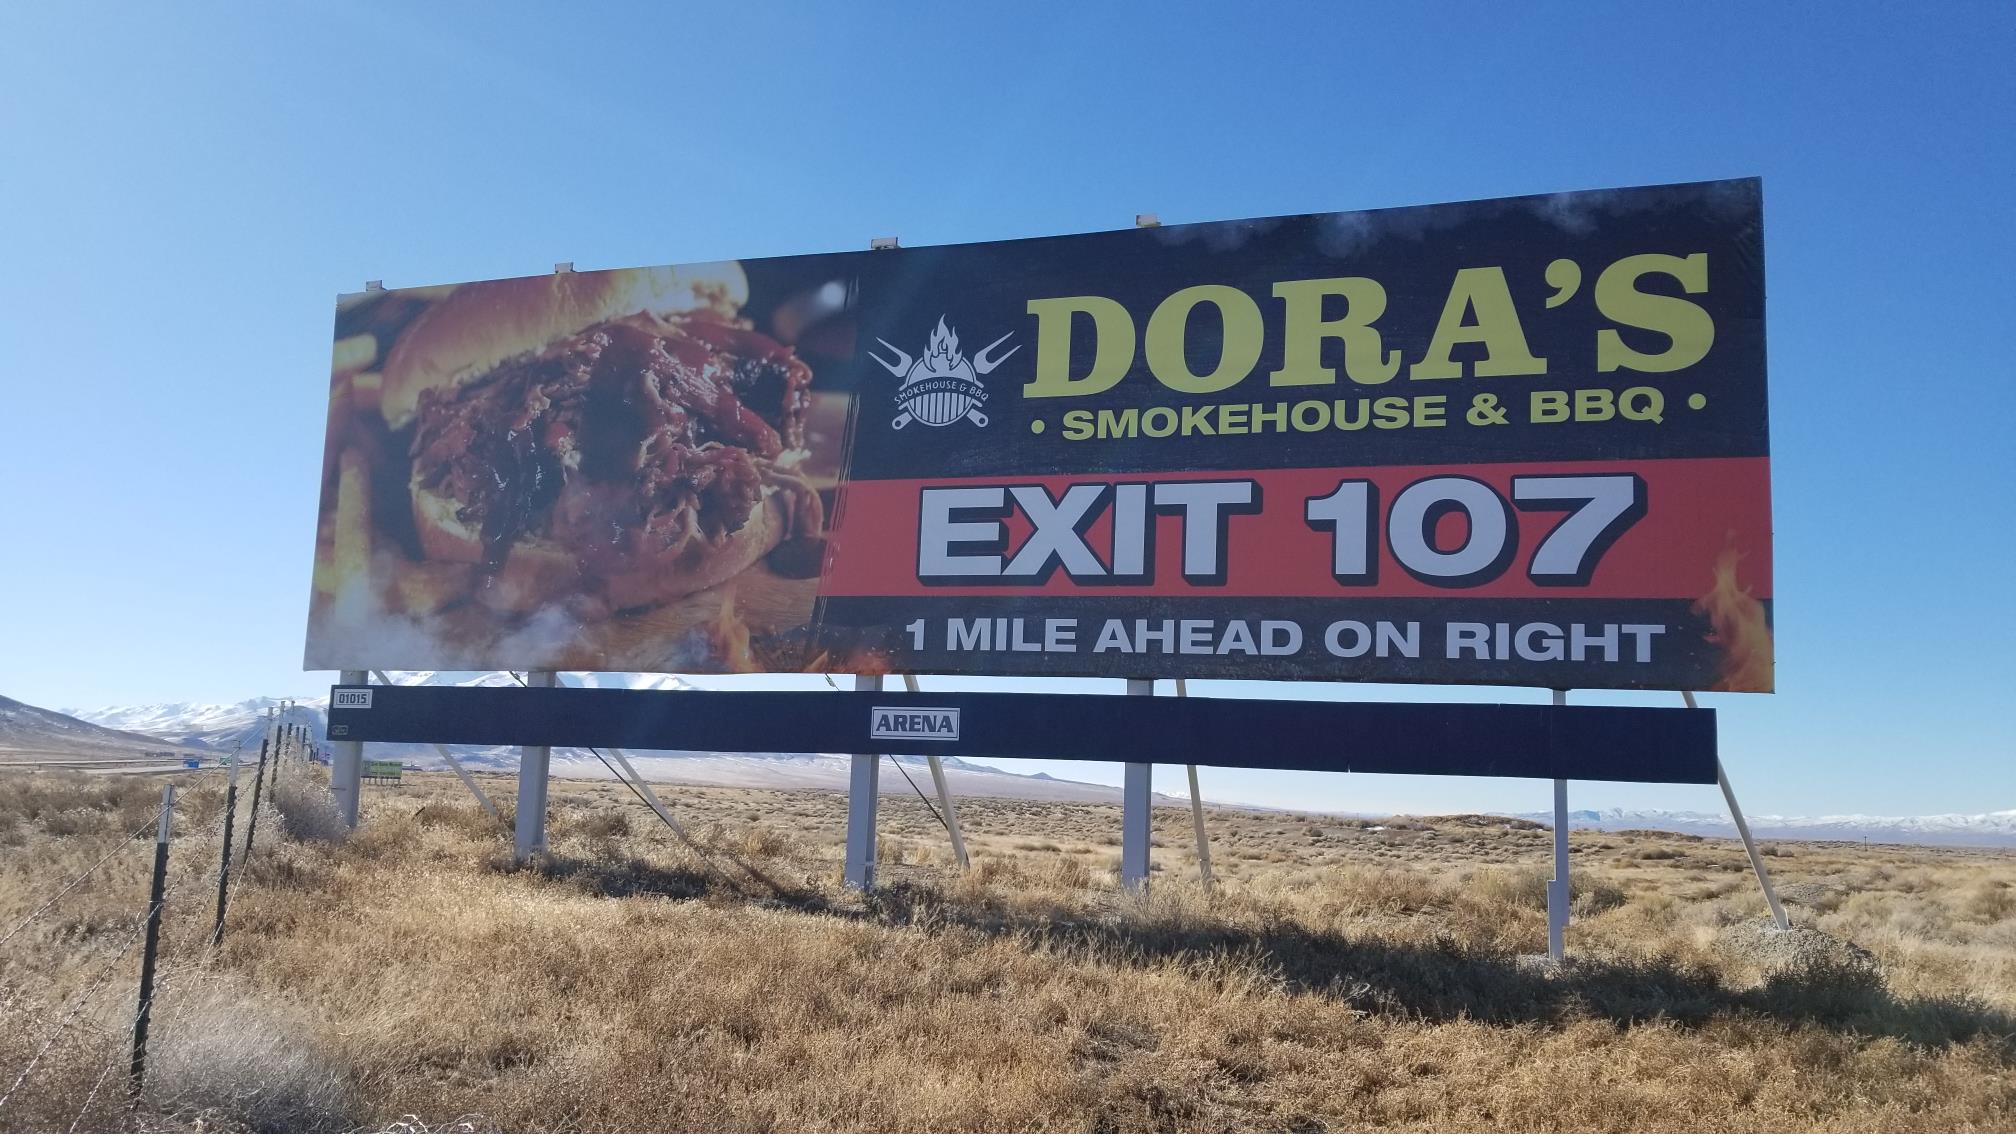 DORA'S
• SMOKEHOUSE & BBQ •
SMOKEHOUSE & BBQ
EXIT 107
1 MILE AHEAD ON RIGHT
01015
ARENA